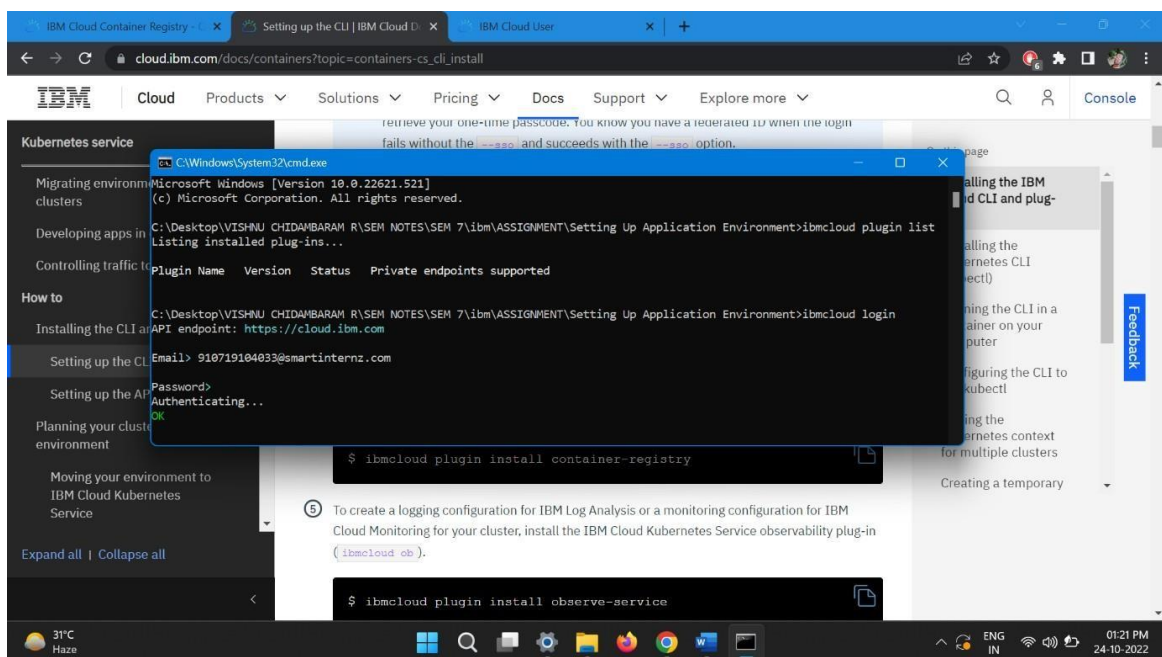 IBM Cloud Container Registry -
Setting up the CLI | IBM Cloud D
IBM Cloud User
cloud.ibm.com/docs/containers?topic=containers-cs_cli_install
6
IBM
Cloud
Products
Solutions
Pricing
Docs
Support
Explore more
Console
Kubernetes service
Migrating environm
clusters
Developing apps in
Controlling traffic to
How to
Installing the CLI an
Setting up the CL
Setting up the AP
Planning your cluste
environment
Moving your environment to
IBM Cloud Kubernetes
Service
Expand all | Collapse all
retrieve your one-time passcode. You know you have a federated ID when the login
fails without the --sso and succeeds with the --sso option.
C:\Windows\System32\cmd.exe
Microsoft Windows [Version 10.0.22621.521]
(c) Microsoft Corporation. All rights reserved.
C:\Desktop\VISHNU CHIDAMBARAM R\SEM NOTES\SEM 7\ibm\ASSIGNMENT\Setting Up Application Environment>ibmcloud plugin list
Listing installed plug-ins...
Plugin Name Version Status Private endpoints supported
C:\Desktop\VISHNU CHIDAMBARAM R\SEM NOTES\SEM 7\ibm\ASSIGNMENT\Setting Up Application Environment>ibmcloud login
API endpoint: https://cloud.ibm.com
Email> 910719104033@smartinternz.com
Password>
Authenticating...
OK
$ ibmcloud plugin install container-registry
5 To create a logging configuration for IBM Log Analysis or a monitoring configuration for IBM
Cloud Monitoring for your cluster, install the IBM Cloud Kubernetes Service observability plug-in
( ibmcloud ob ).
$ ibmcloud plugin install observe-service
page
alling the IBM
d CLI and plug-
alling the
ernetes CLI
ectl)
ning the CLI in a
ainer on your
puter
figuring the CLI to
kubectl
ing the
ernetes context
for multiple clusters
Creating a temporary
Feedback
31°C
Haze
ENG
IN
01:21 PM
24-10-2022